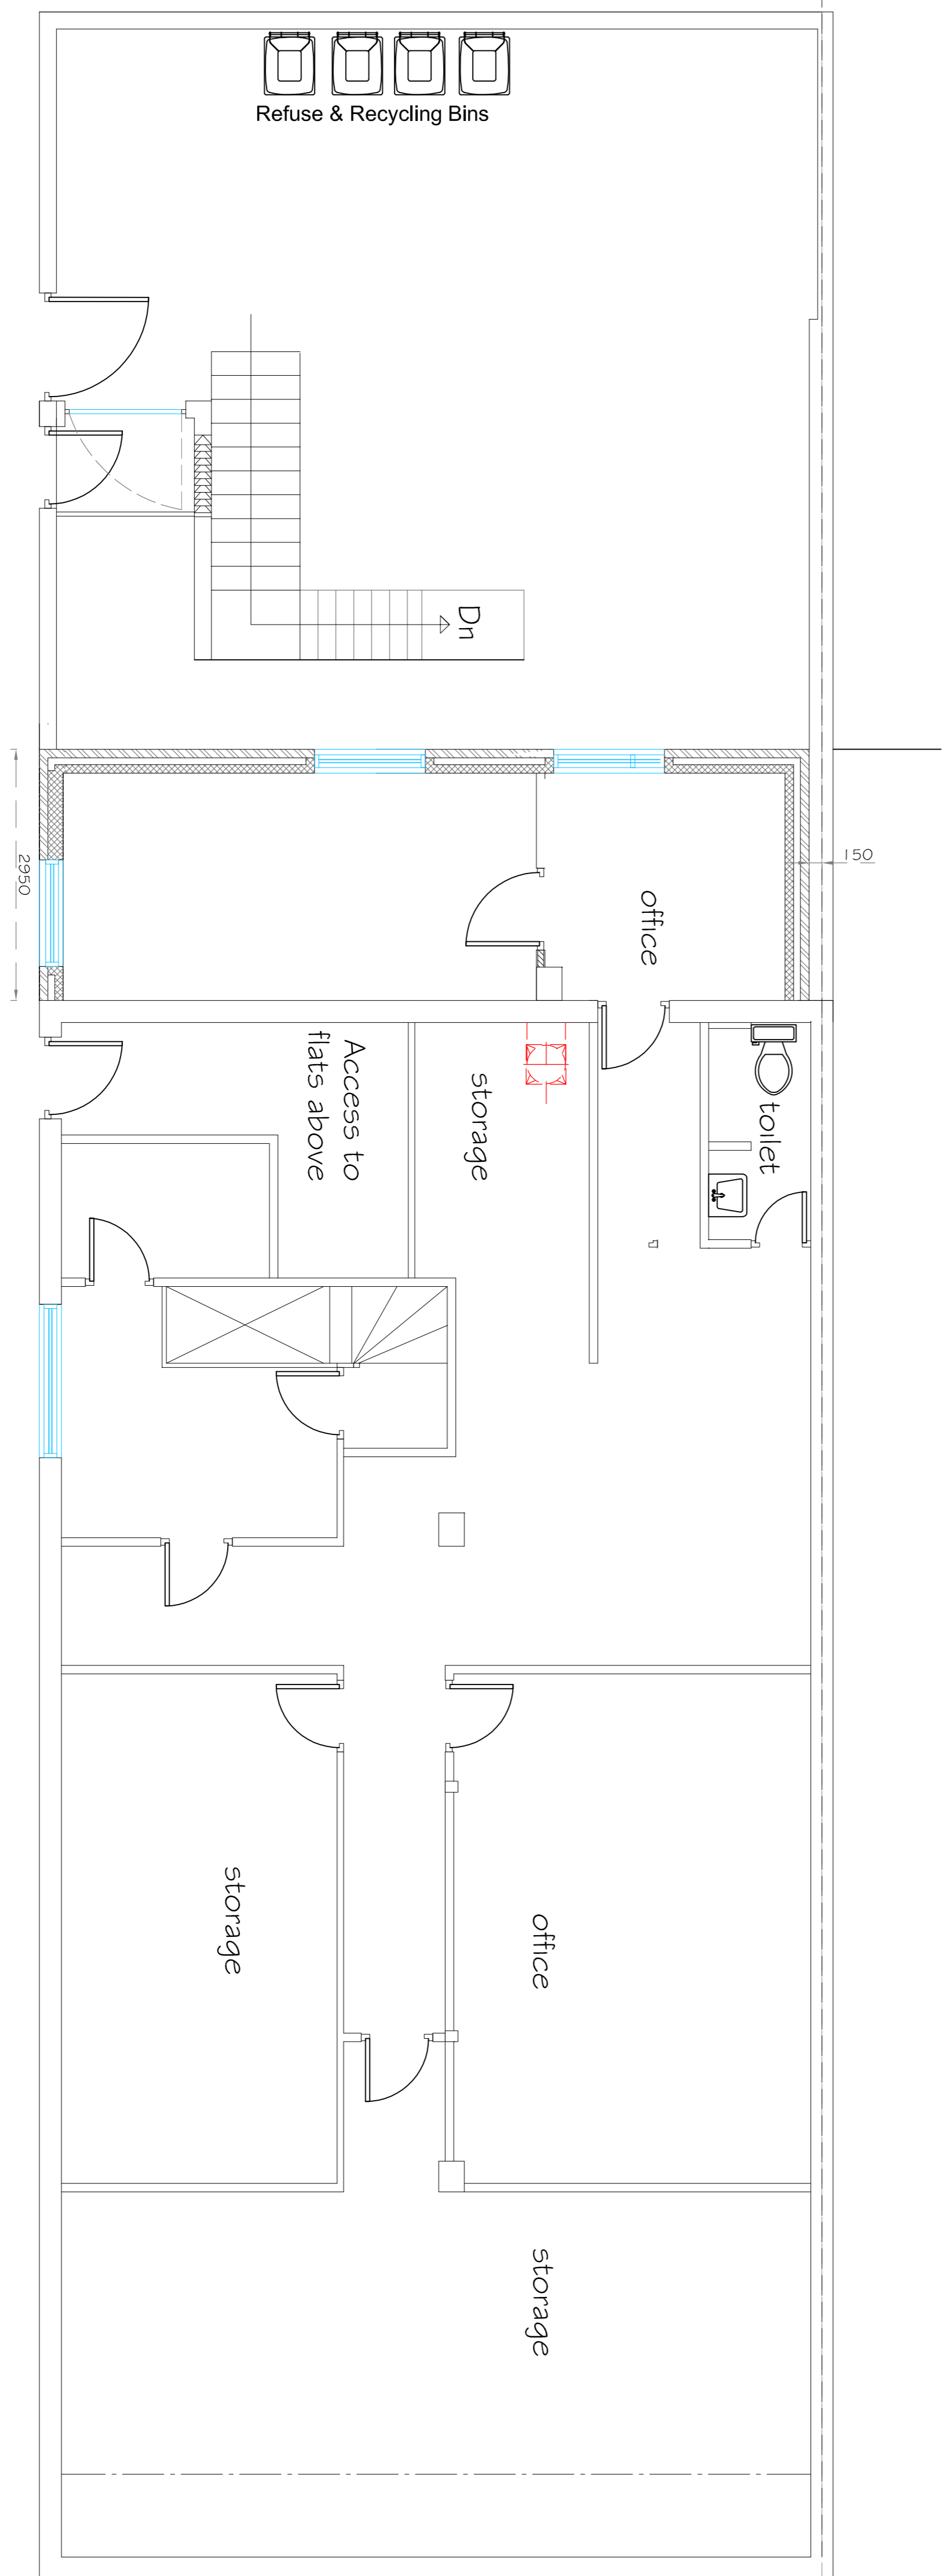 Refuse & Recycling Bins
Dn
150
2950
office
Access to
flats above
storage
toilet
storage
office
storage